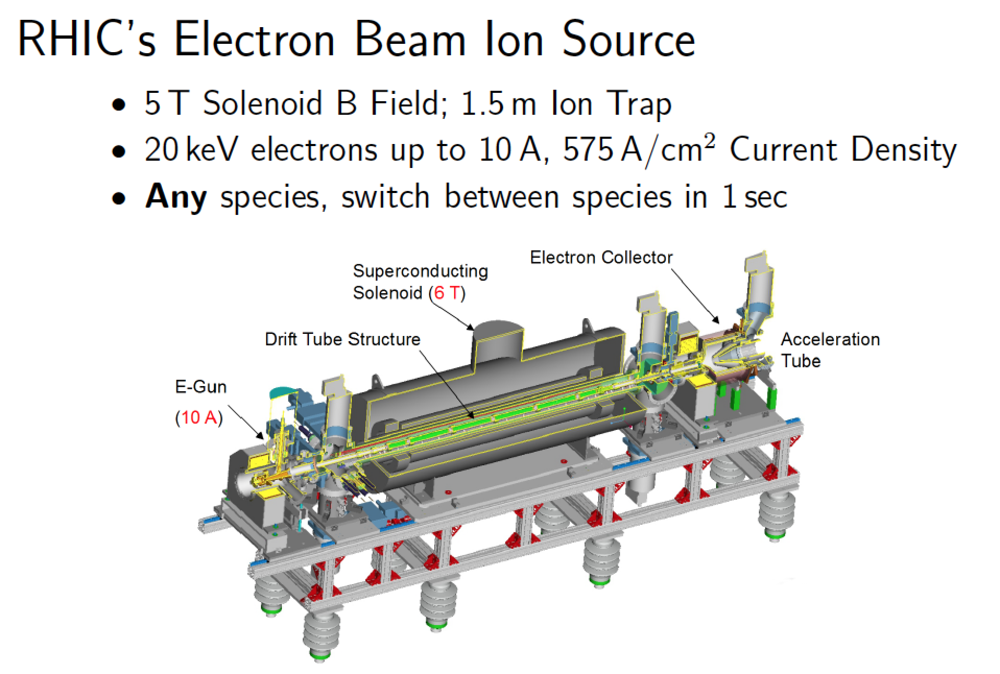 RHIC's Electron Beam Ion Source
• 5 T Solenoid B Field; 1.5 m Ion Trap
• 20 keV electrons up to 10 A, 575 A/cm² Current Density
• Any species, switch between species in 1 sec
Electron Collector
Superconducting
Solenoid (6 T)
Drift Tube Structure
Acceleration
Tube
E-Gun
(10 A)